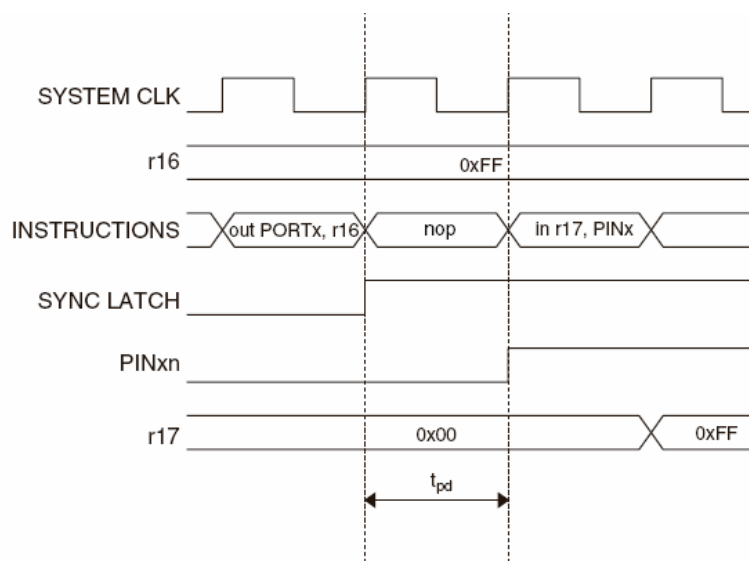 SYSTEM CLK
r16
0xFF
INSTRUCTIONS
out PORTx, r16
nop
in r17, PINx
SYNC LATCH
PINxn
r17
0x00
0xFF
tpd